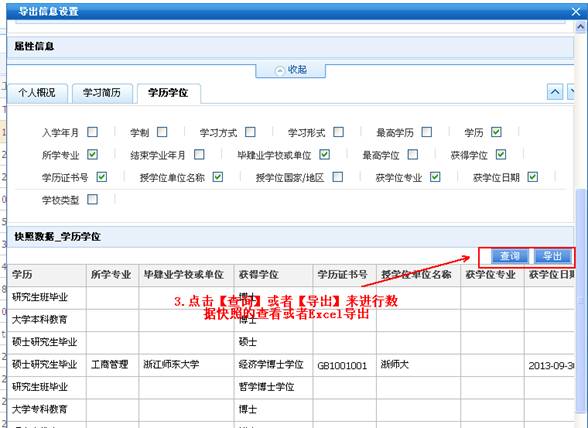 导出信息设置
属性信息
收起
个人概况 学习简历 学历学位
入学年月 学制 学习方式 学习形式 最高学历 学历
所学专业 结束学业年月 毕肄业学校或单位 最高学位 获得学位
学历证书号 授学位单位名称 授学位国家/地区 获学位专业 获学位日期
学校类型
快照数据_学历学位
查询 导出
学历 所学专业 毕肄业学校或单位 获得学位 学历证书号 授学位单位名称 获学位专业 获学位日期
研究生班毕业 博士
3.点击【查询】或者【导出】来进行数
据快照的查看或者Excel导出
大学本科教育 博士
硕士研究生毕业 硕士
硕士研究生毕业 工商管理 浙江师东大学 经济学博士学位 GB1001001 浙师大 2013-09-30
研究生班毕业 哲学博士学位
大学专科教育 博士